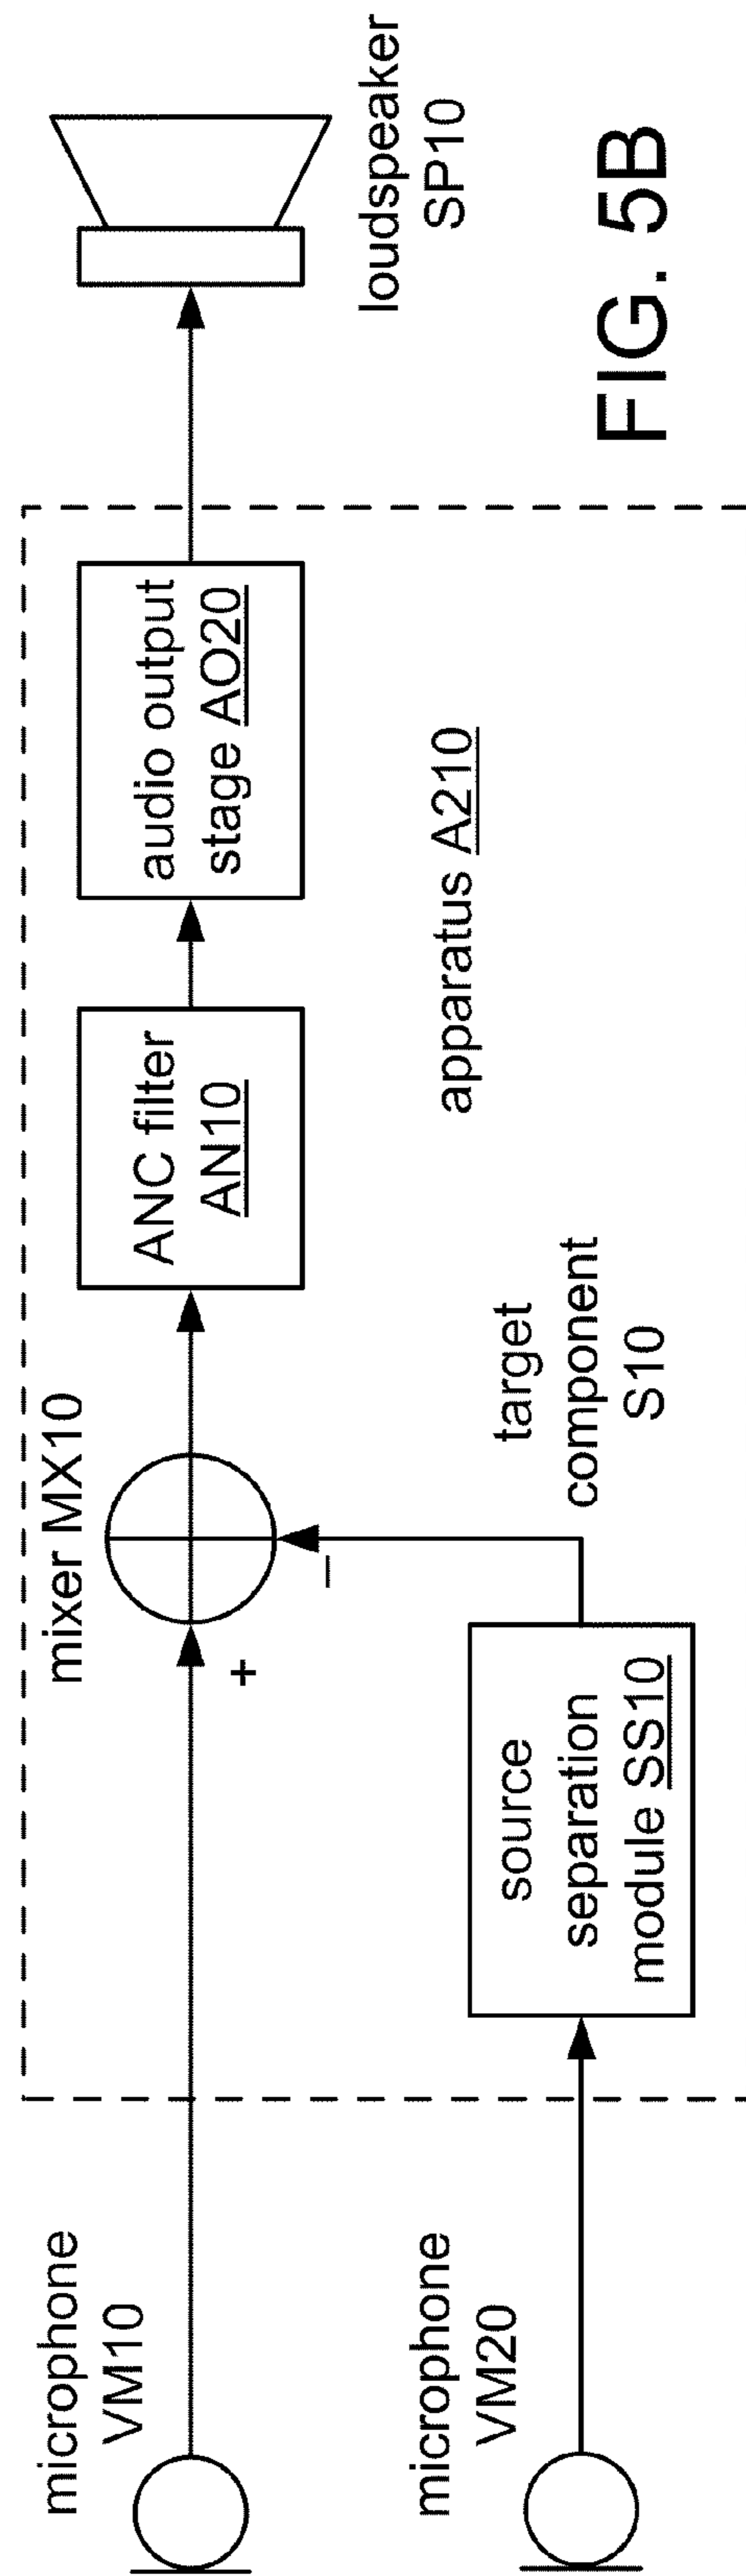 microphone
VM10
mixer MX10
+
ANC filter
AN10
audio output
stage AO20
loudspeaker
SP10
microphone
VM20
source
separation
module SS10
–
target
component
S10
apparatus A210
FIG. 5B